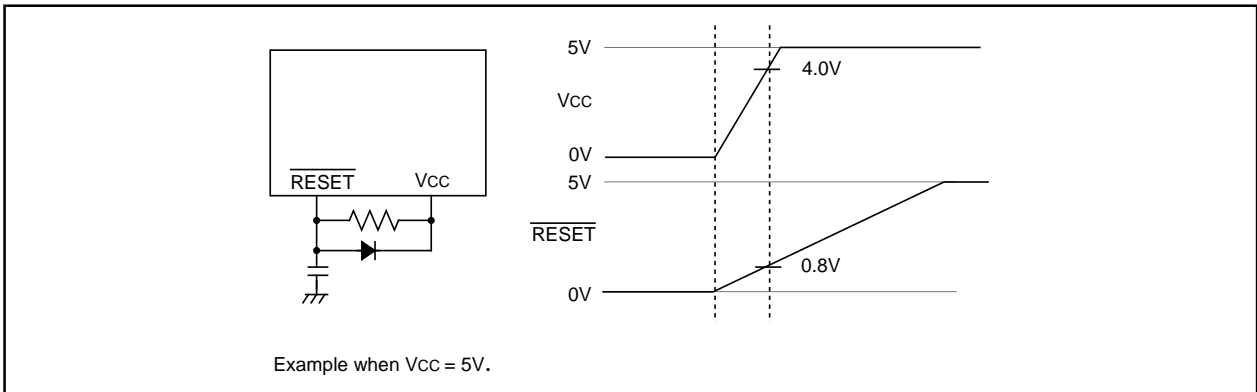 RESET
VCC
5V
4.0V
VCC
0V
5V
RESET
0.8V
0V
Example when VCC = 5V.